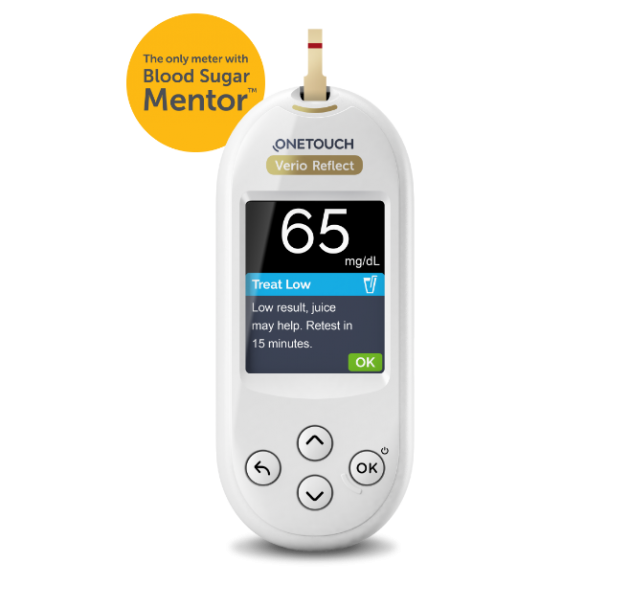 The only meter with
Blood Sugar
Mentor™
ONETOUCH
Verio Reflect
65
mg/dL
Treat Low
Low result, juice
may help. Retest in
15 minutes.
OK
OK